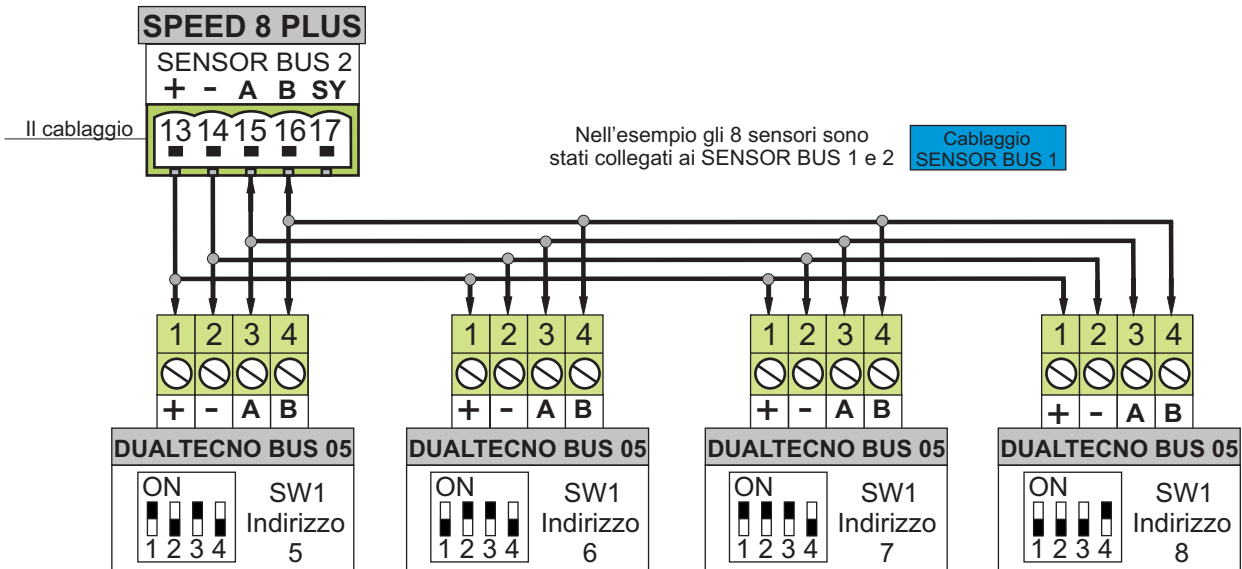 SPEED 8 PLUS
SENSOR BUS 2
+ - A B SY
13 14 15 16 17
Il cablaggio
Nell'esempio gli 8 sensori sono
stati collegati ai SENSOR BUS 1 e 2
Cablaggio
SENSOR BUS 1
1 2 3 4
+ - A B
DUALTECNO BUS 05
ON
1 2 3 4
SW1
Indirizzo
5
1 2 3 4
+ - A B
DUALTECNO BUS 05
ON
1 2 3 4
SW1
Indirizzo
6
1 2 3 4
+ - A B
DUALTECNO BUS 05
ON
1 2 3 4
SW1
Indirizzo
7
1 2 3 4
+ - A B
DUALTECNO BUS 05
ON
1 2 3 4
SW1
Indirizzo
8